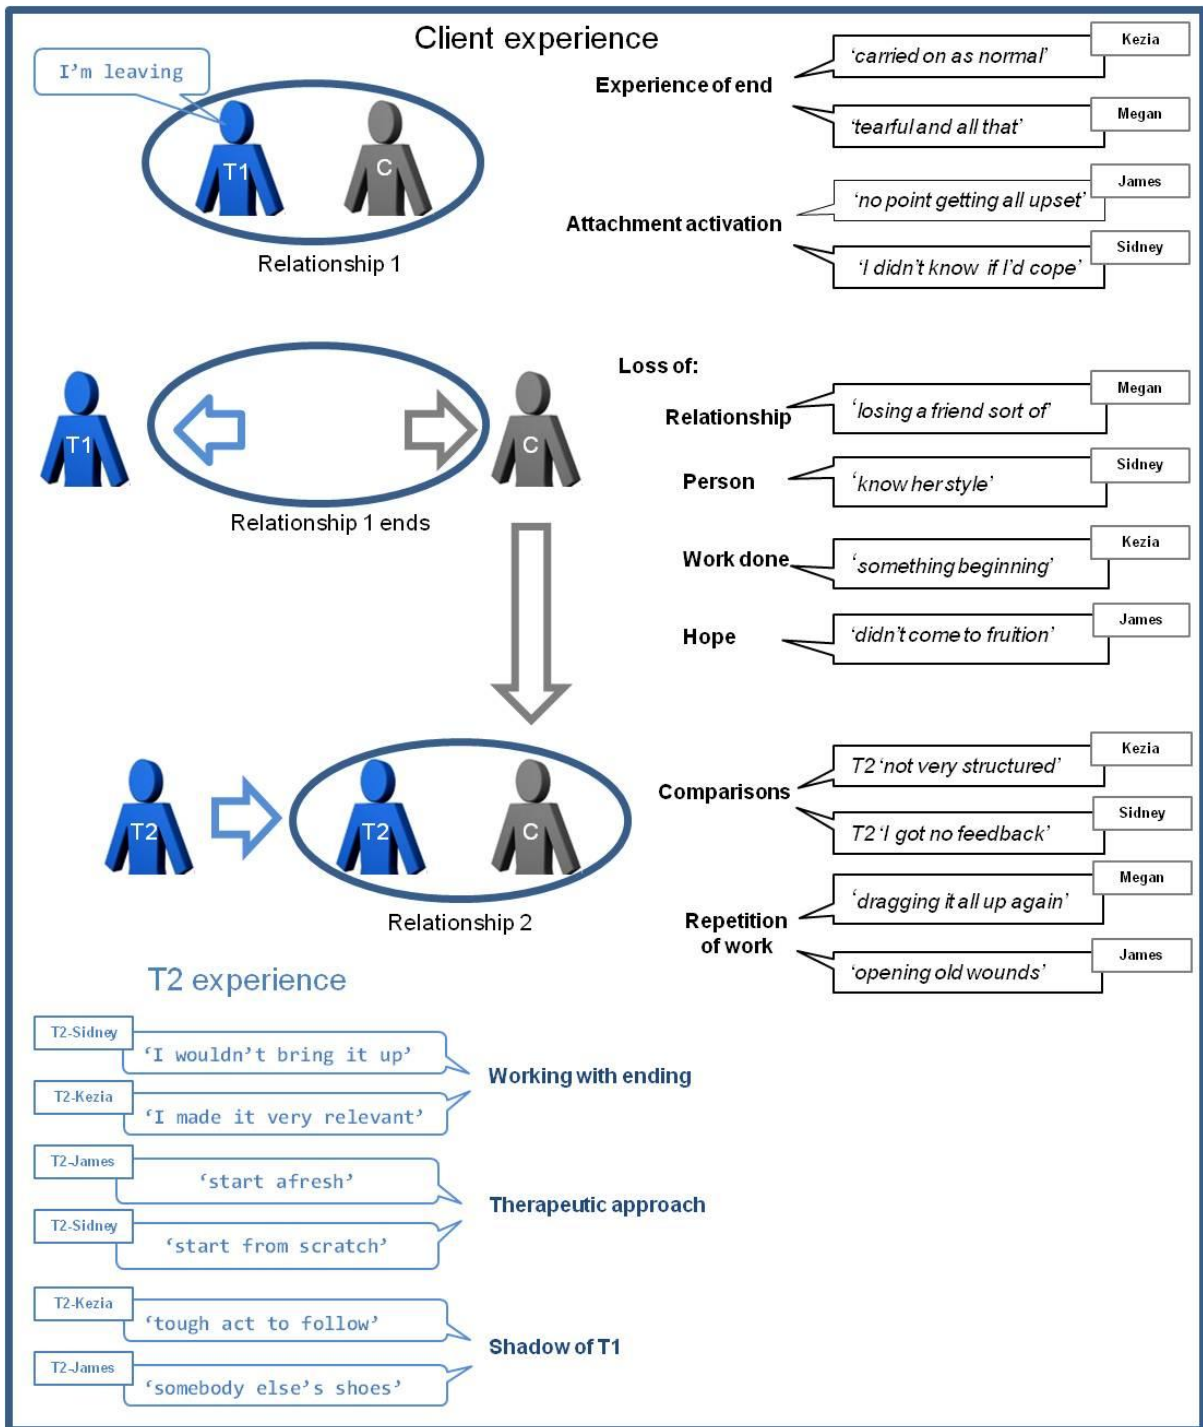 Client experience
I'm leaving
T1
C
Relationship 1
Experience of end
Kezia
‘carried on as normal’
Megan
‘tearful and all that’
Attachment activation
James
‘no point getting all upset’
Sidney
‘I didn’t know if I’d cope’
T1
C
Relationship 1 ends
Loss of:
Relationship
Megan
‘losing a friend sort of’
Person
Sidney
‘know her style’
Work done
Kezia
‘something beginning’
Hope
James
‘didn’t come to fruition’
T2
T2
C
Relationship 2
Comparisons
Kezia
T2 ‘not very structured’
Sidney
T2 ‘I got no feedback’
Repetition
of work
Megan
‘dragging it all up again’
James
‘opening old wounds’
T2 experience
T2-Sidney
‘I wouldn’t bring it up’
Working with ending
T2-Kezia
‘I made it very relevant’
T2-James
‘start afresh’
Therapeutic approach
T2-Sidney
‘start from scratch’
T2-Kezia
‘tough act to follow’
Shadow of T1
T2-James
‘somebody else’s shoes’